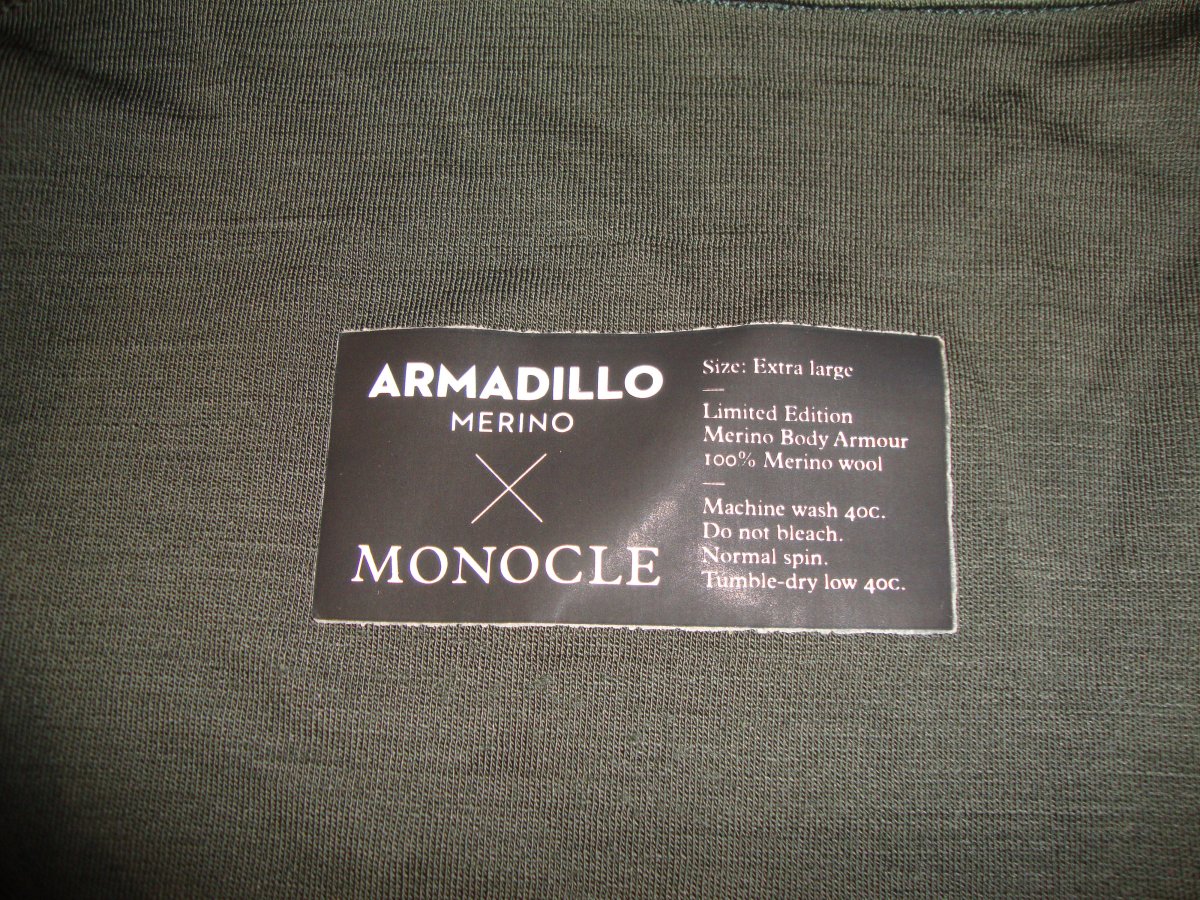 ARMADILLO
MERINO
X
MONOCLE
Size: Extra large
—
Limited Edition
Merino Body Armour
100% Merino wool
—
Machine wash 40c.
Do not bleach.
Normal spin.
Tumble-dry low 40c.